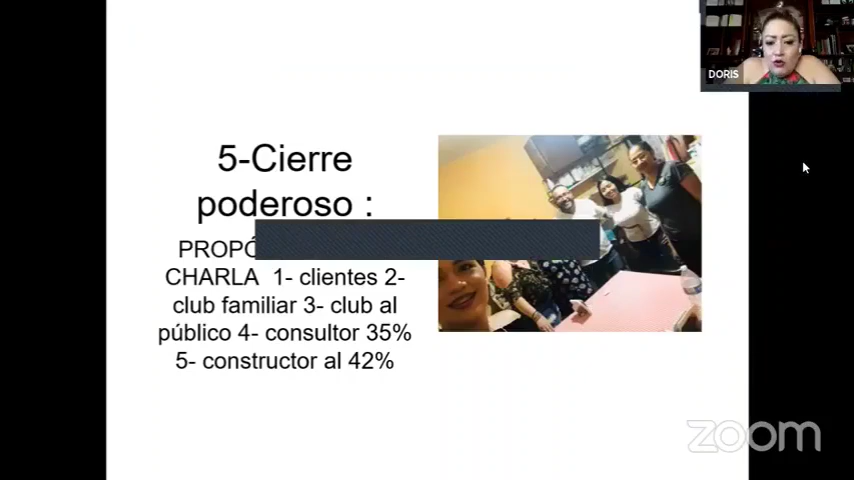 DORIS
5-Cierre
poderoso :
CHARLA 1- clientes 2-
club familiar 3- club al
público 4- consultor 35%
5- constructor al 42%
zoom